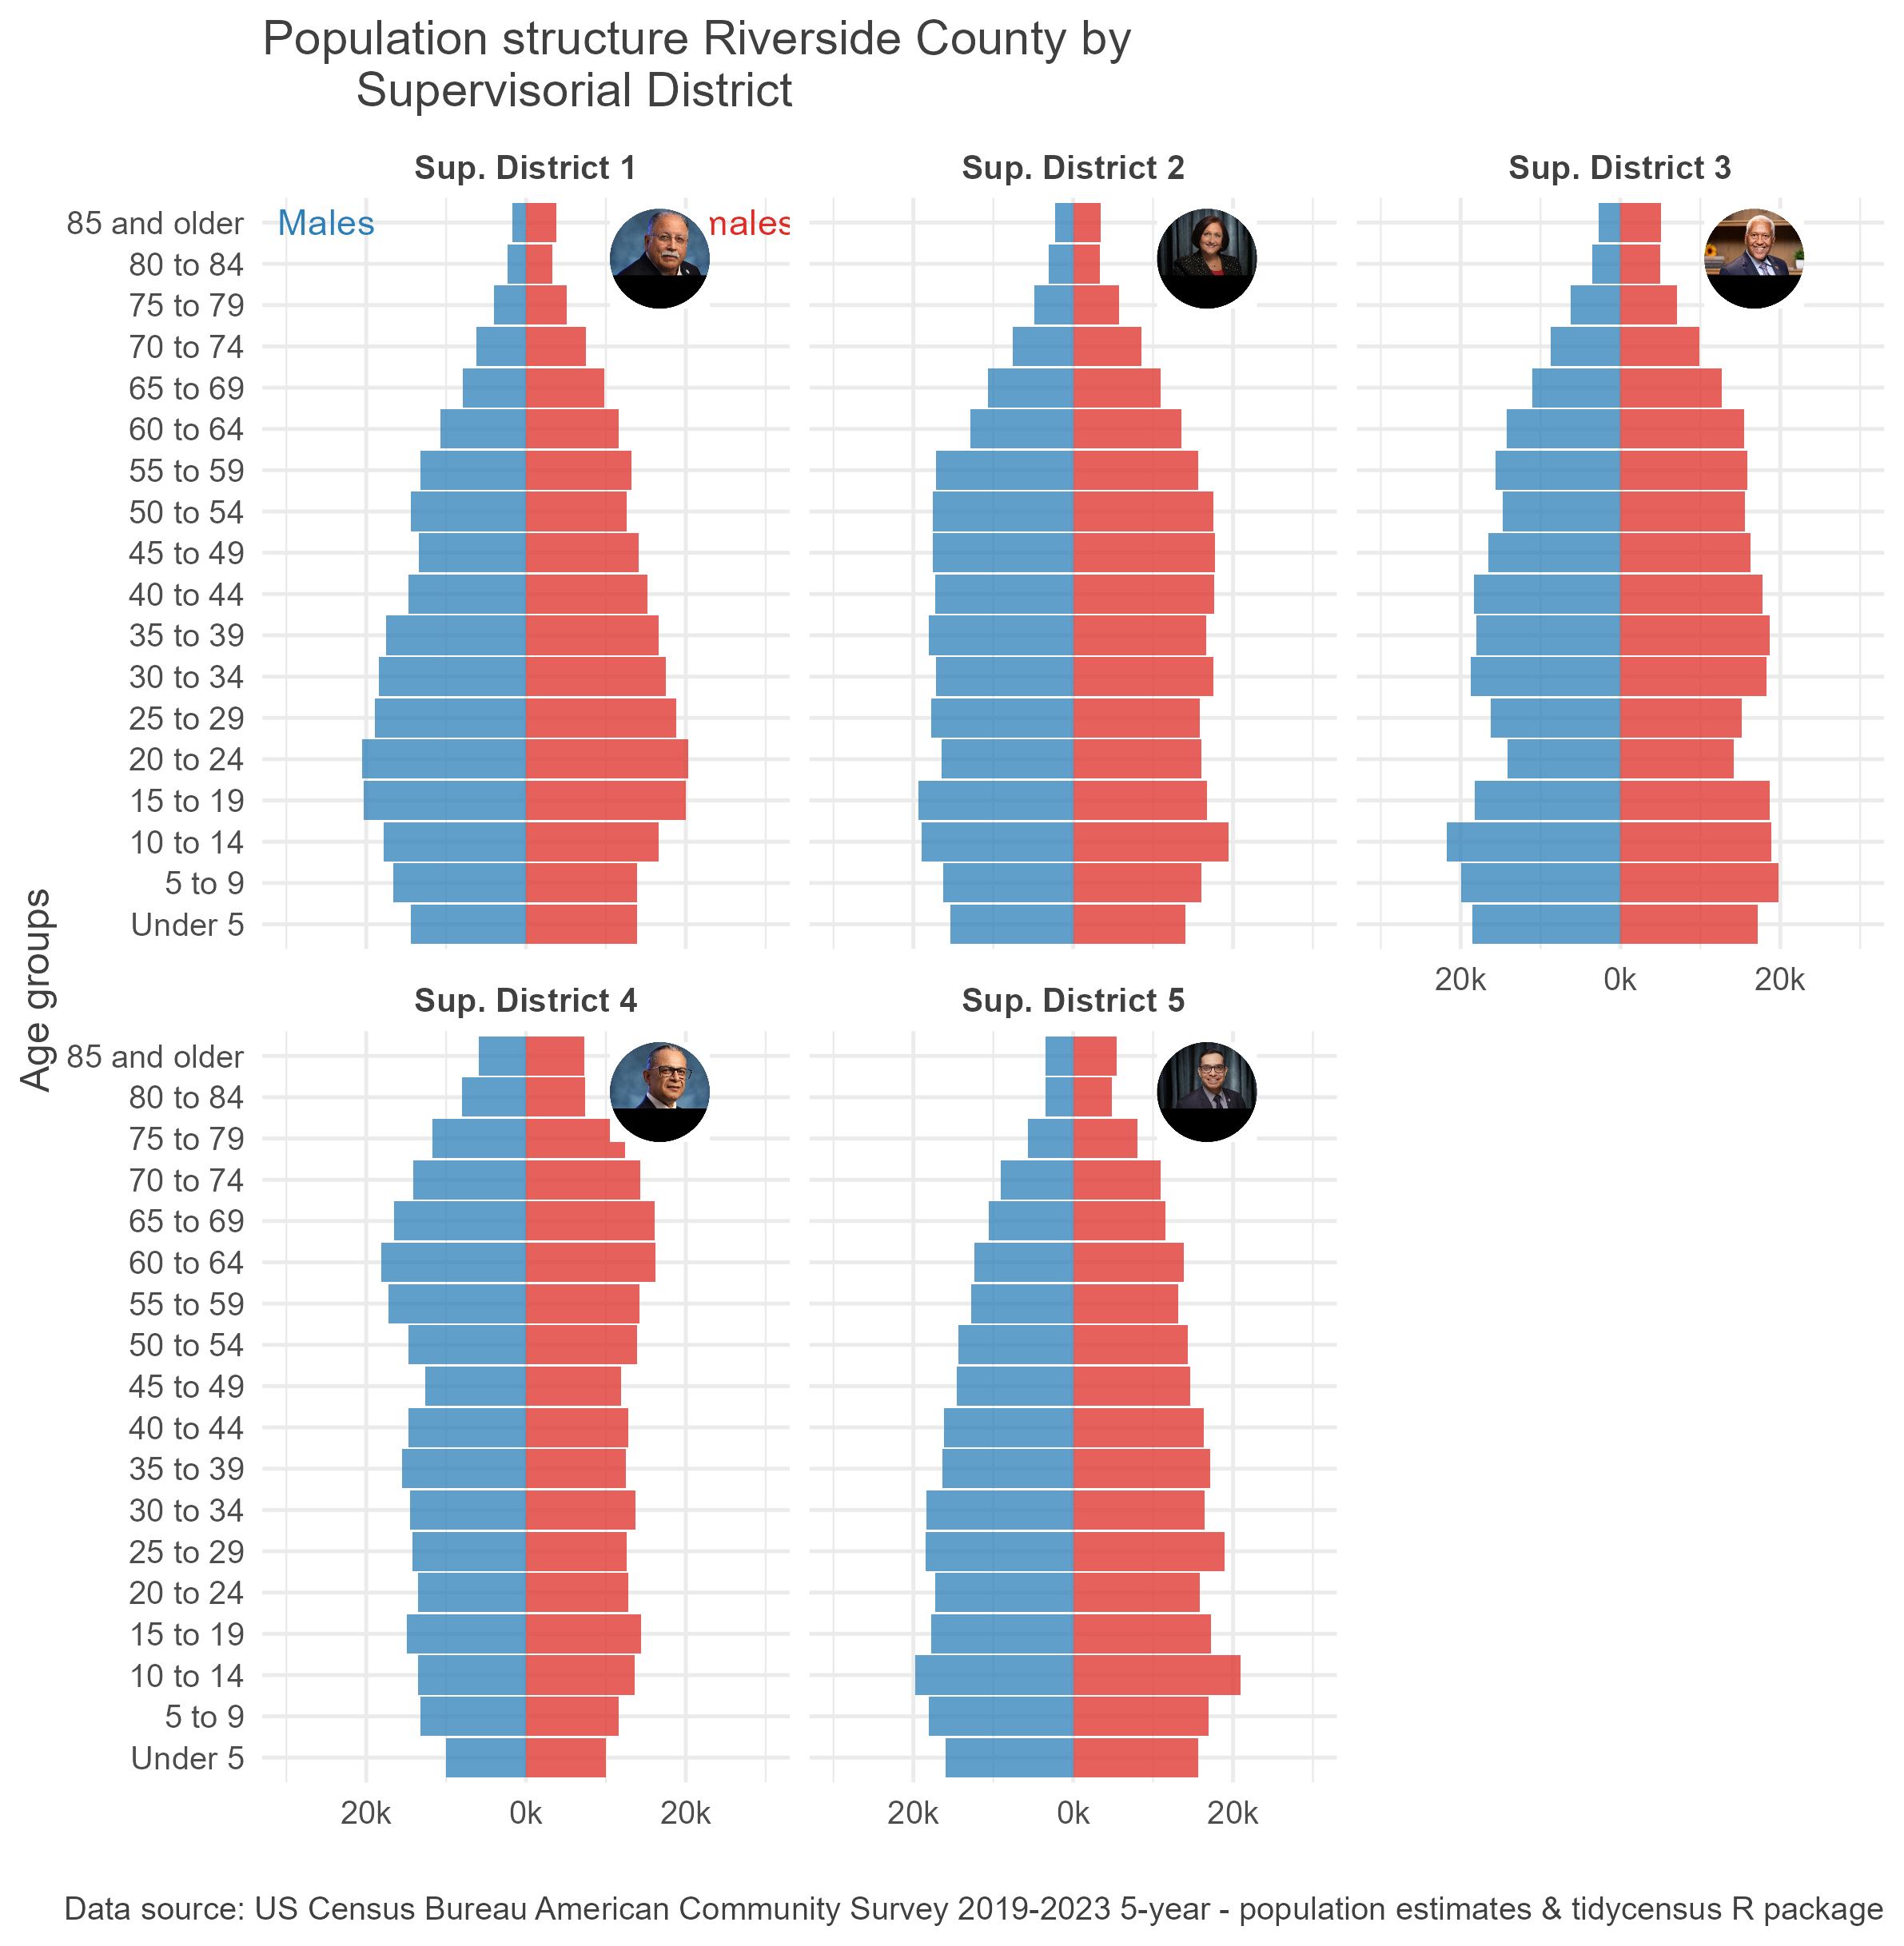 Population structure Riverside County by
Supervisorial District
Sup. District 1
Sup. District 2
Sup. District 3
Males
males
85 and older
80 to 84
75 to 79
70 to 74
65 to 69
60 to 64
55 to 59
50 to 54
45 to 49
40 to 44
35 to 39
30 to 34
25 to 29
20 to 24
15 to 19
10 to 14
5 to 9
Under 5
20k 0k 20k
Age groups
Sup. District 4
Sup. District 5
85 and older
80 to 84
75 to 79
70 to 74
65 to 69
60 to 64
55 to 59
50 to 54
45 to 49
40 to 44
35 to 39
30 to 34
25 to 29
20 to 24
15 to 19
10 to 14
5 to 9
Under 5
20k 0k 20k
20k 0k 20k
Data source: US Census Bureau American Community Survey 2019-2023 5-year - population estimates & tidycensus R package